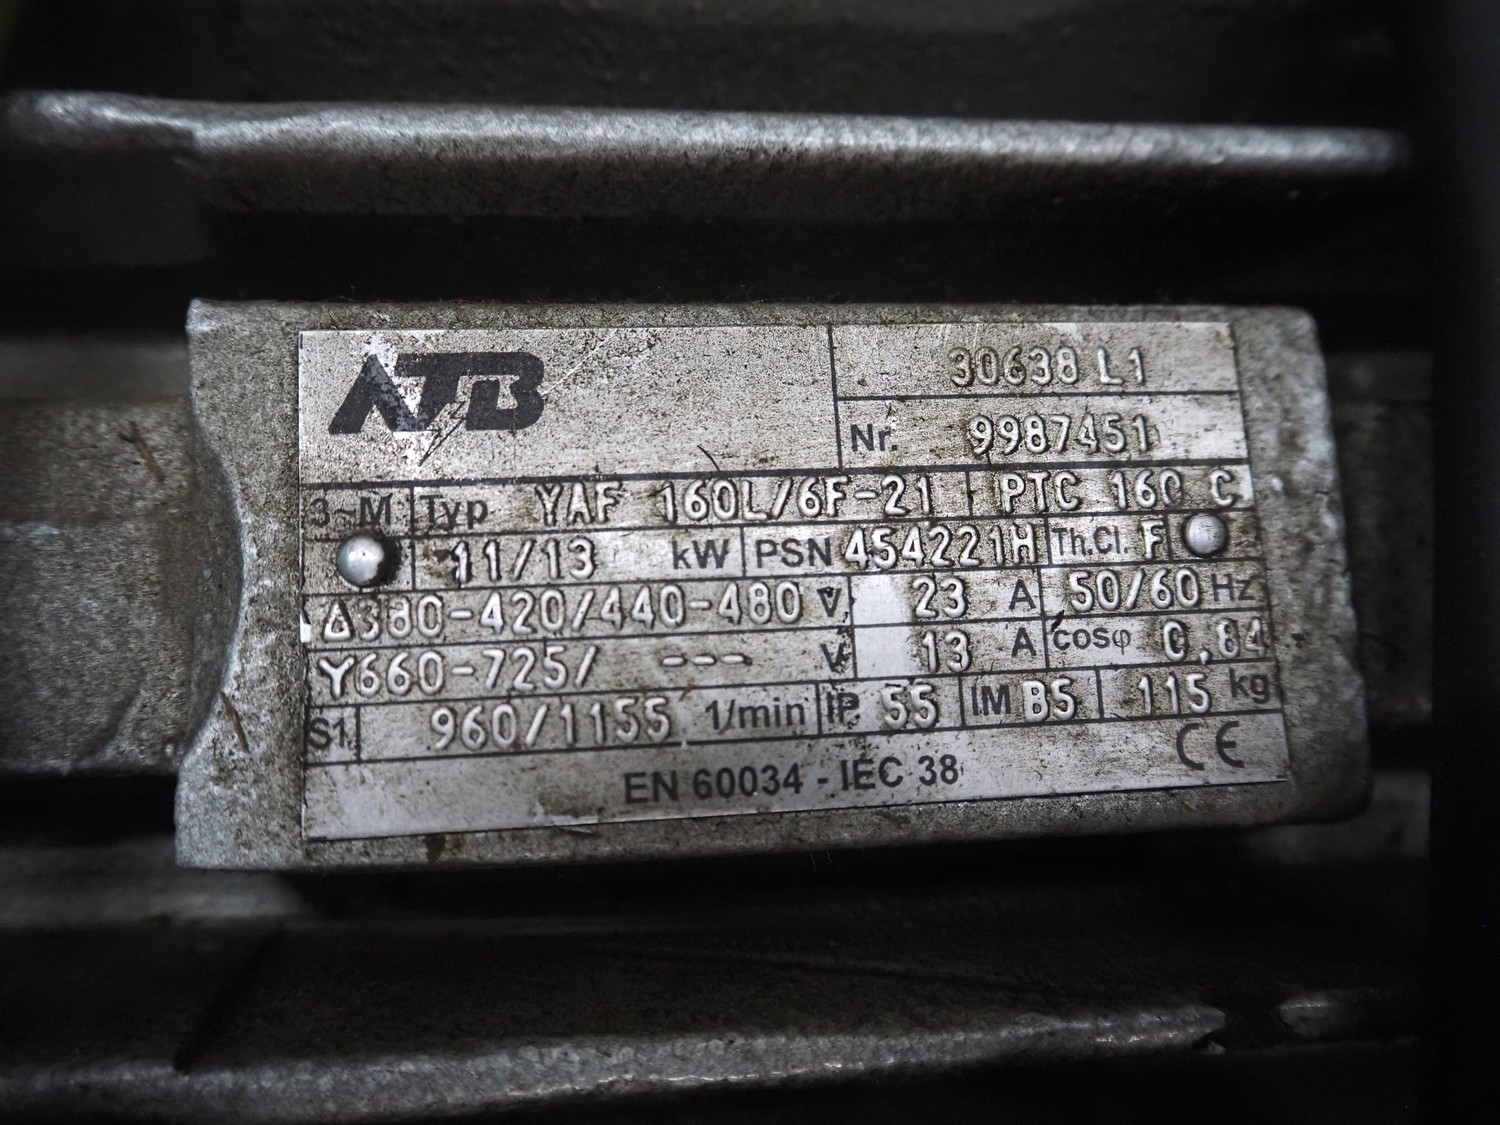 ATB
30638 L1
Nr. 9987451
3~M Typ YAF 160L/6F-21 PTC 160 C
11/13 kW PSN 454221H Th.Cl. F
Δ380-420/440-480 V 23 A 50/60 Hz
Y660-725/ --- V 13 A cosφ 0,84
S1 960/1155 1/min IP 55 IM B5 115 kg
EN 60034 - IEC 38 CE